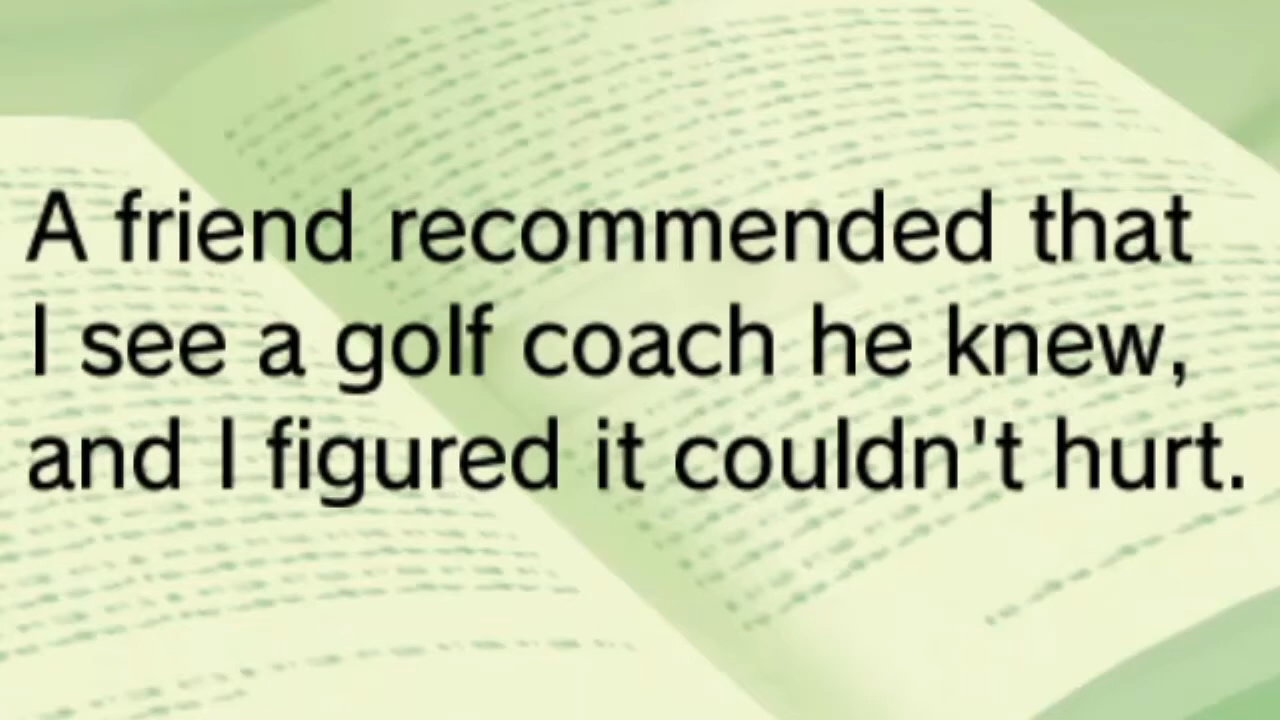 A friend recommended that
I see a golf coach he knew,
and I figured it couldn't hurt.